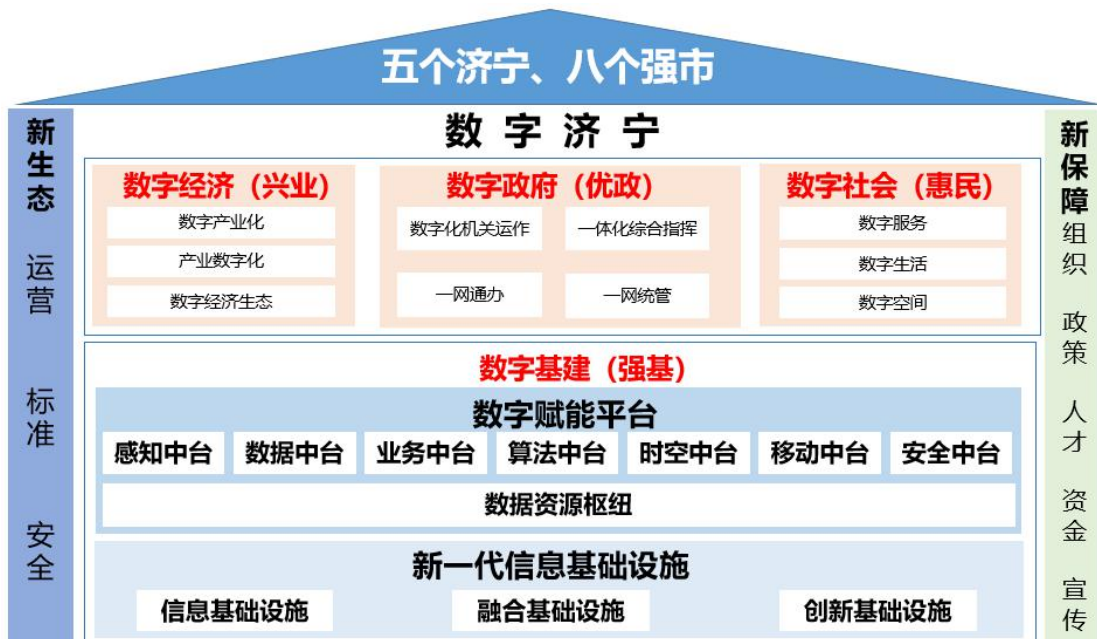 五个济宁、八个强市
数字济宁
新生态
运营
标准
安全
数字经济（兴业）
数字产业化
产业数字化
数字经济生态
数字政府（优政）
数字化机关运作
一体化综合指挥
一网通办
一网统管
数字社会（惠民）
数字服务
数字生活
数字空间
数字基建（强基）
数字赋能平台
感知中台
数据中台
业务中台
算法中台
时空中台
移动中台
安全中台
数据资源枢纽
新一代信息基础设施
信息基础设施
融合基础设施
创新基础设施
新保障
组织
政策
人才
资金
宣传